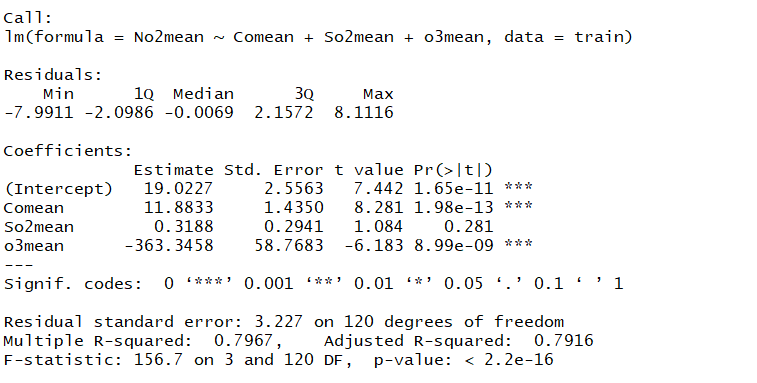 Call:
lm(formula = No2mean ~ Comean + So2mean + o3mean, data = train)
Residuals:
    Min      1Q  Median      3Q     Max
-7.9911 -2.0986 -0.0069  2.1572  8.1116
Coefficients:
             Estimate Std. Error t value Pr(>|t|)
(Intercept)   19.0227     2.5563   7.442 1.65e-11 ***
Comean        11.8833     1.4350   8.281 1.98e-13 ***
So2mean        0.3188     0.2941   1.084    0.281
o3mean      -363.3458    58.7683  -6.183 8.99e-09 ***
---
Signif. codes:  0 ‘***’ 0.001 ‘**’ 0.01 ‘*’ 0.05 ‘.’ 0.1 ‘ ’ 1
Residual standard error: 3.227 on 120 degrees of freedom
Multiple R-squared:  0.7967,	Adjusted R-squared:  0.7916
F-statistic: 156.7 on 3 and 120 DF,  p-value: < 2.2e-16